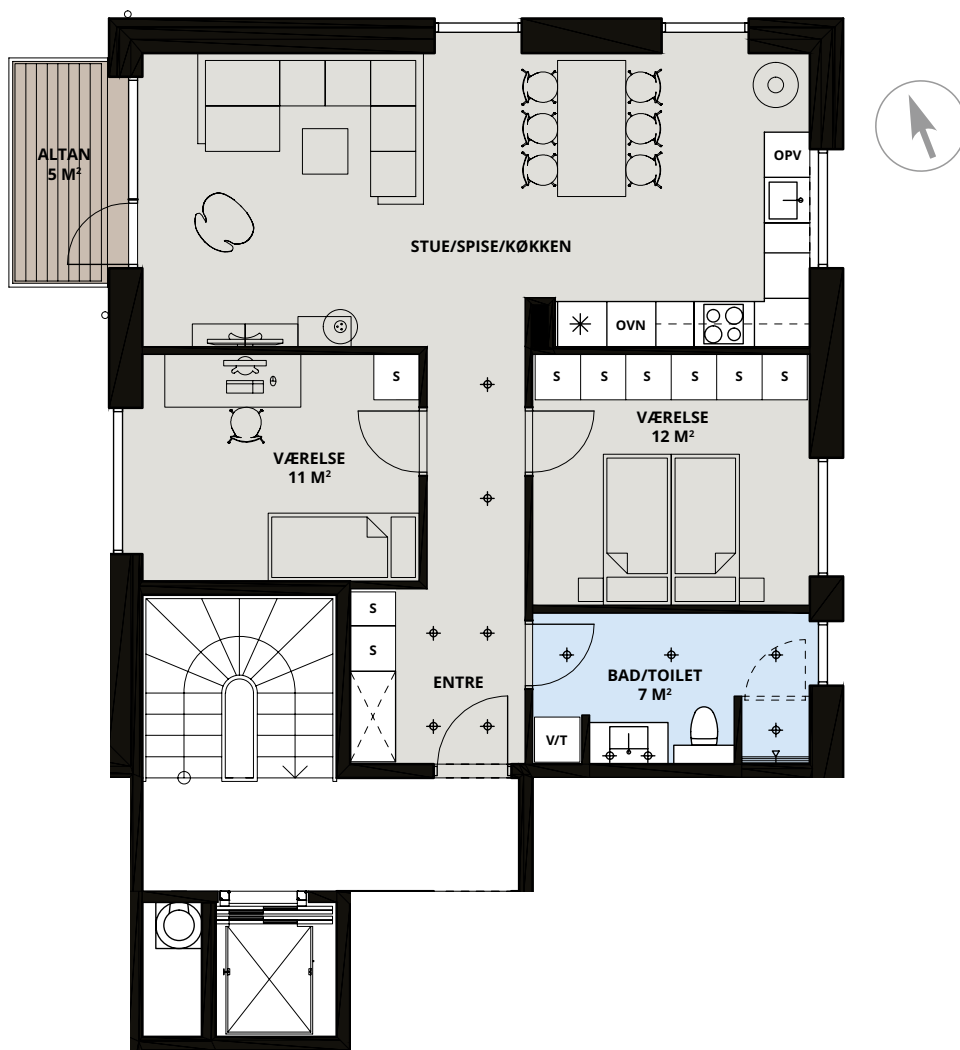 ALTAN
5 M²
OPV
STUE/SPISE/KØKKEN
OVN
S
S
S
S
S
S
S
VÆRELSE
12 M²
VÆRELSE
11 M²
S
S
ENTRE
BAD/TOILET
7 M²
V/T